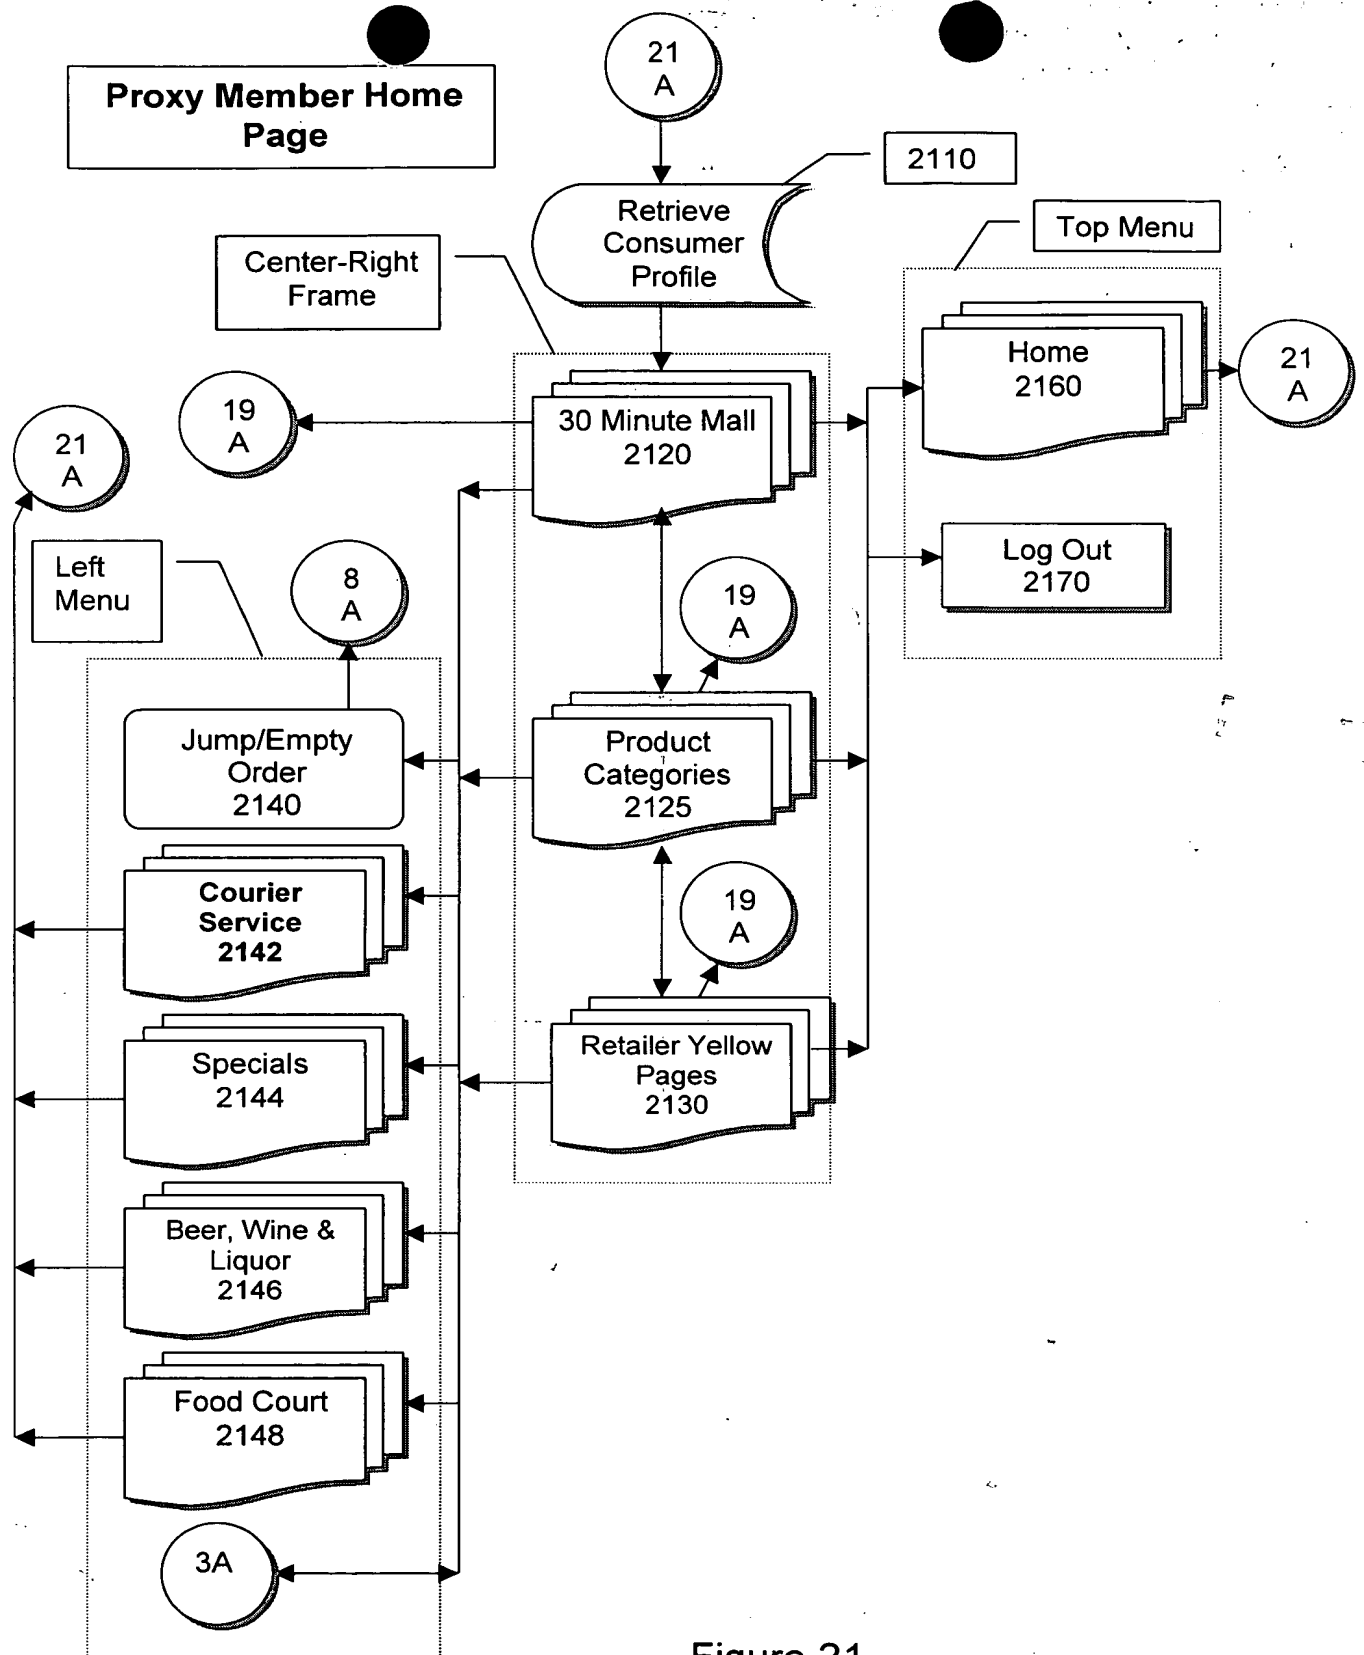 21
A
Proxy Member Home
Page
2110
Retrieve
Consumer
Profile
Top Menu
Center-Right
Frame
Home
2160
21
A
19
A
30 Minute Mall
2120
21
A
Log Out
2170
Left
Menu
8
A
19
A
Jump/Empty
Order
2140
Product
Categories
2125
Courier
Service
2142
19
A
Specials
2144
Retailer Yellow
Pages
2130
Beer, Wine &
Liquor
2146
Food Court
2148
3A
Figure 21